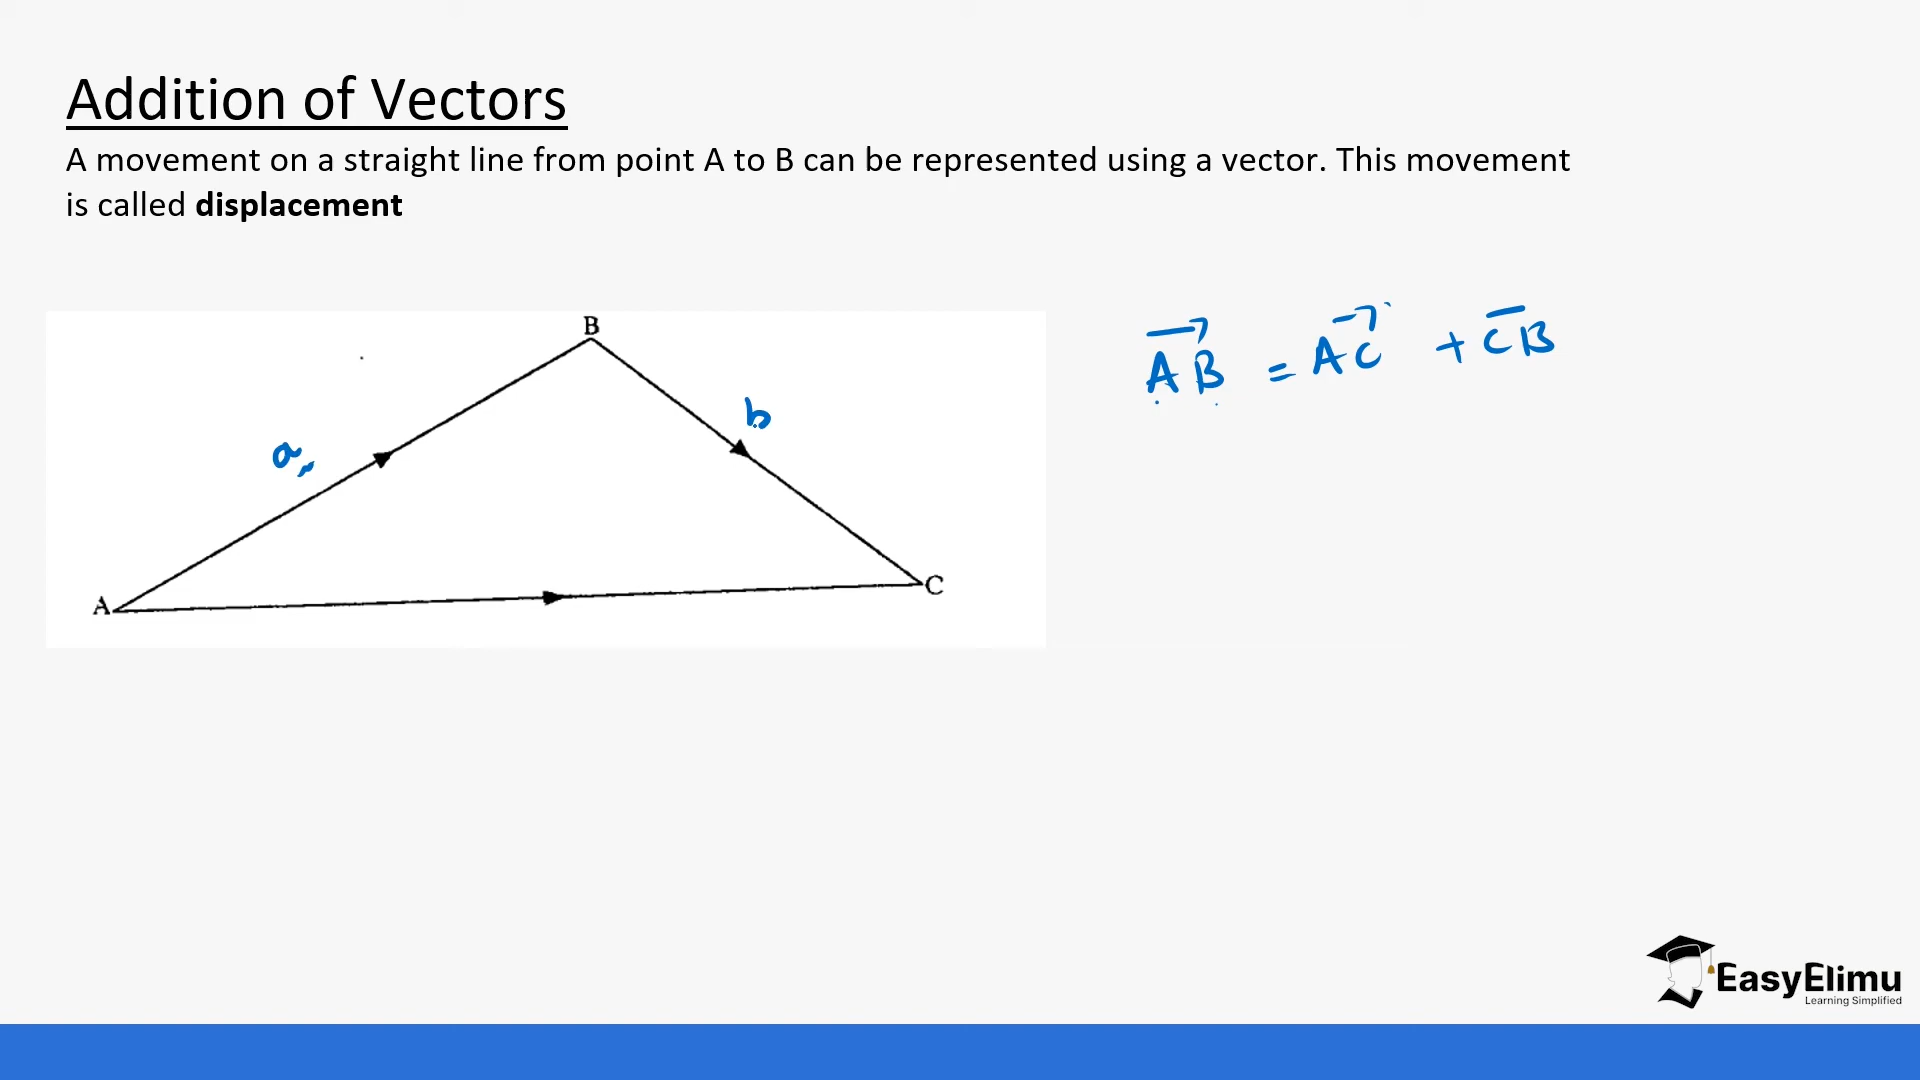 Addition of Vectors
A movement on a straight line from point A to B can be represented using a vector. This movement
is called displacement
B
AB = AC + CB
b
a
A
C
EasyElimu
Learning Simplified